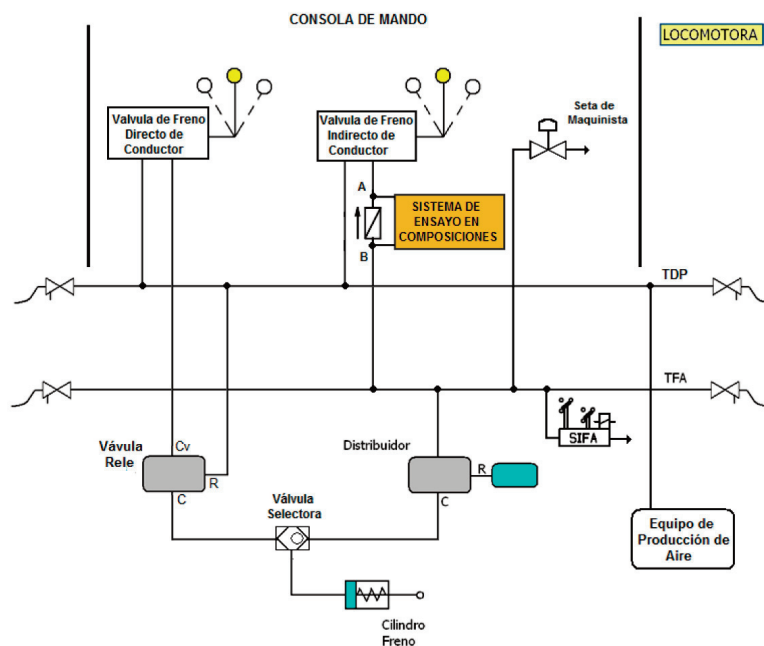 CONSOLA DE MANDO
LOCOMOTORA
Valvula de Freno
Directo de
Conductor
Valvula de Freno
Indirecto de
Conductor
Seta de
Maquinista
A
SISTEMA DE
ENSAYO EN
COMPOSICIONES
B
TDP
TFA
SIFA
Vávula
Rele
Cv
R
C
Distribuidor
R
C
Válvula
Selectora
Equipo de
Producción de
Aire
Cilindro
Freno